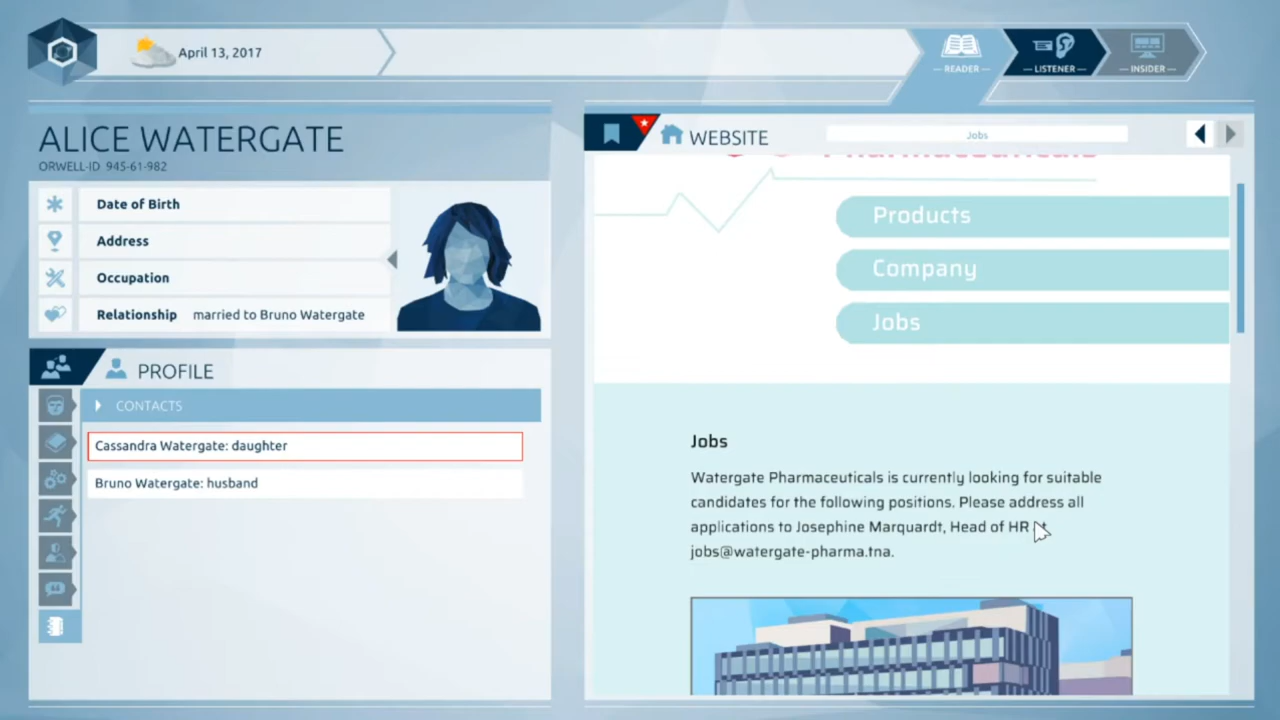 April 13, 2017
READER
LISTENER
INSIDER
ALICE WATERGATE
ORWELL-ID 945-61-982
Date of Birth
Address
Occupation
Relationship married to Bruno Watergate
PROFILE
CONTACTS
Cassandra Watergate: daughter
Bruno Watergate: husband
WEBSITE
Jobs
Pharmaceuticals
Products
Company
Jobs
Jobs
Watergate Pharmaceuticals is currently looking for suitable
candidates for the following positions. Please address all
applications to Josephine Marquardt, Head of HR
jobs@watergate-pharma.tna.